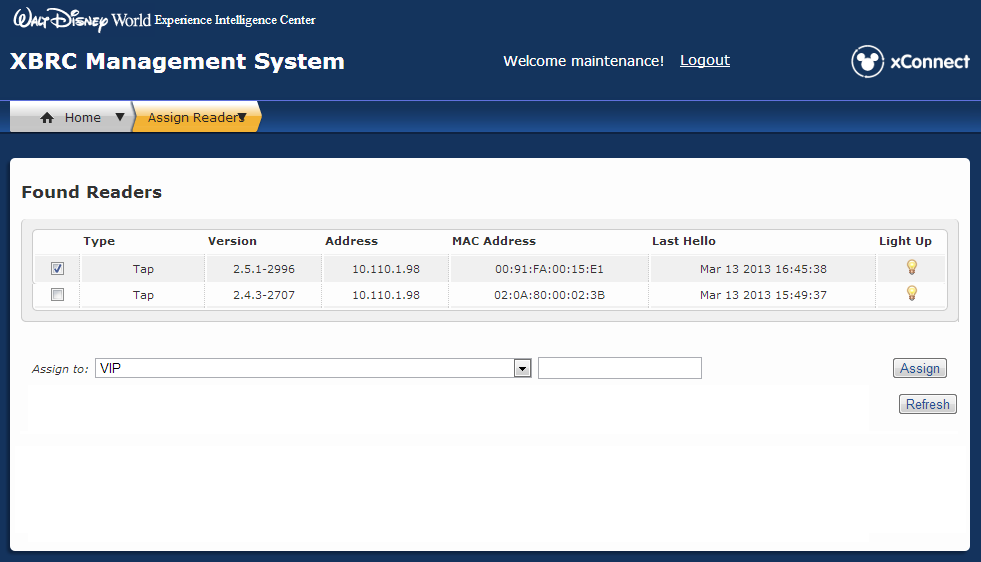 Walt Disney World Experience Intelligence Center
XBRC Management System
Welcome maintenance! Logout
xConnect
Home Assign Readers
Found Readers
Type Version Address MAC Address Last Hello Light Up
Tap 2.5.1-2996 10.110.1.98 00:91:FA:00:15:E1 Mar 13 2013 16:45:38
Tap 2.4.3-2707 10.110.1.98 02:0A:80:00:02:3B Mar 13 2013 15:49:37
Assign to: VIP Assign
Refresh